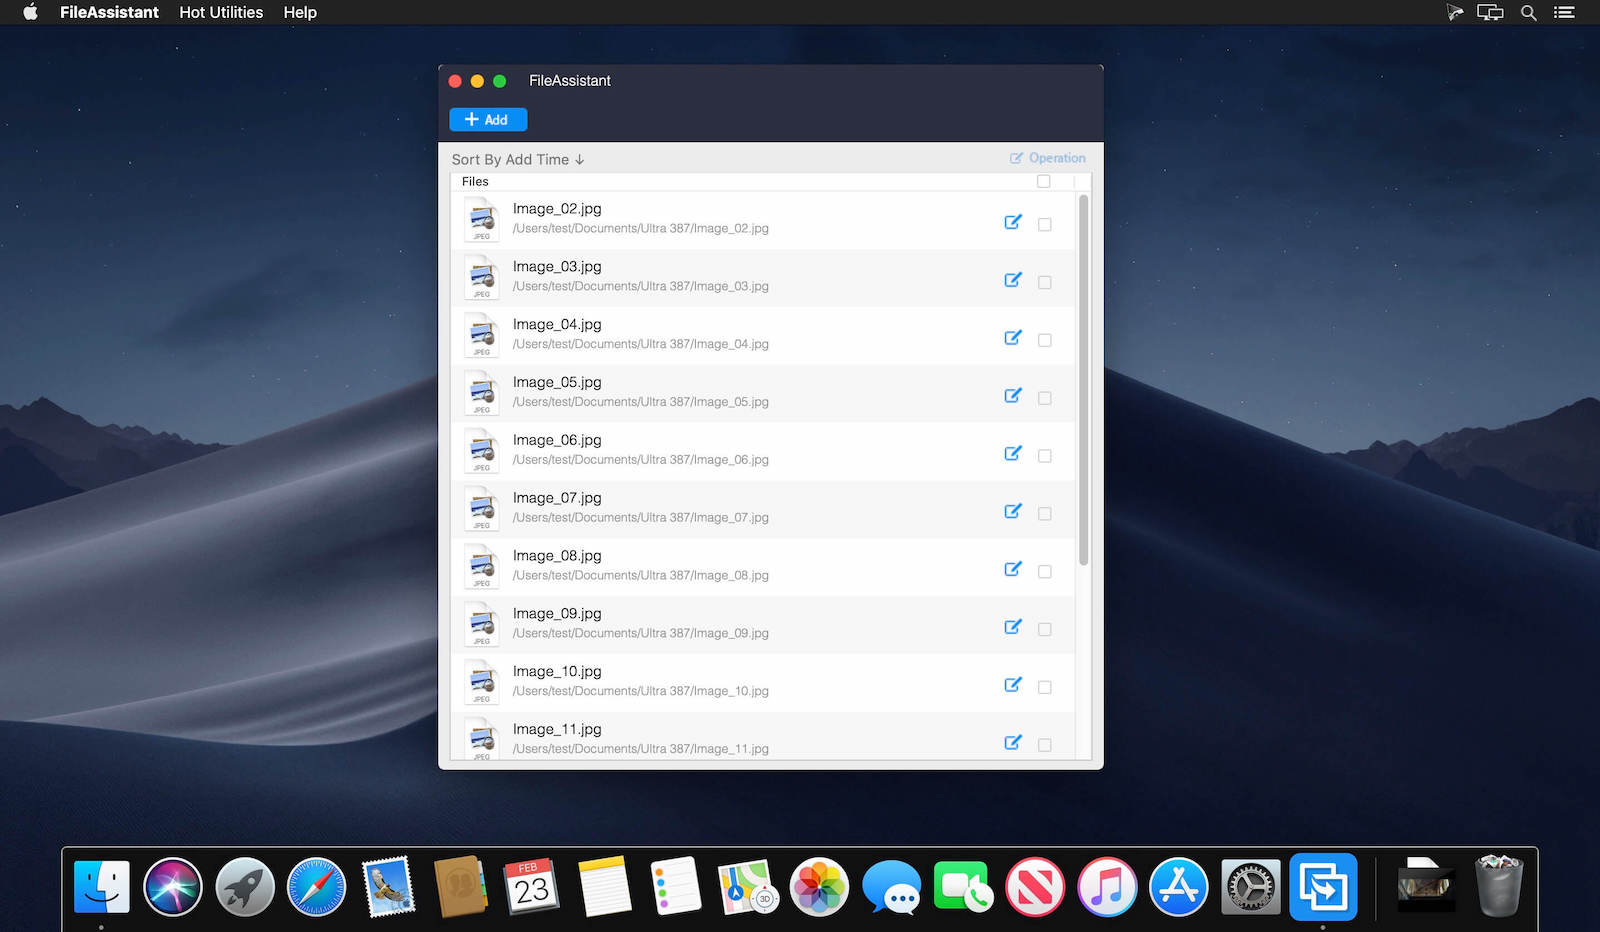 FileAssistant Hot Utilities Help
FileAssistant
Add
Sort By Add Time ↓ Operation
Files
Image_02.jpg
/Users/test/Documents/Ultra 387/Image_02.jpg
JPEG
Image_03.jpg
/Users/test/Documents/Ultra 387/Image_03.jpg
JPEG
Image_04.jpg
/Users/test/Documents/Ultra 387/Image_04.jpg
JPEG
Image_05.jpg
/Users/test/Documents/Ultra 387/Image_05.jpg
JPEG
Image_06.jpg
/Users/test/Documents/Ultra 387/Image_06.jpg
JPEG
Image_07.jpg
/Users/test/Documents/Ultra 387/Image_07.jpg
JPEG
Image_08.jpg
/Users/test/Documents/Ultra 387/Image_08.jpg
JPEG
Image_09.jpg
/Users/test/Documents/Ultra 387/Image_09.jpg
JPEG
Image_10.jpg
/Users/test/Documents/Ultra 387/Image_10.jpg
JPEG
Image_11.jpg
/Users/test/Documents/Ultra 387/Image_11.jpg
JPEG
FEB
23
3D